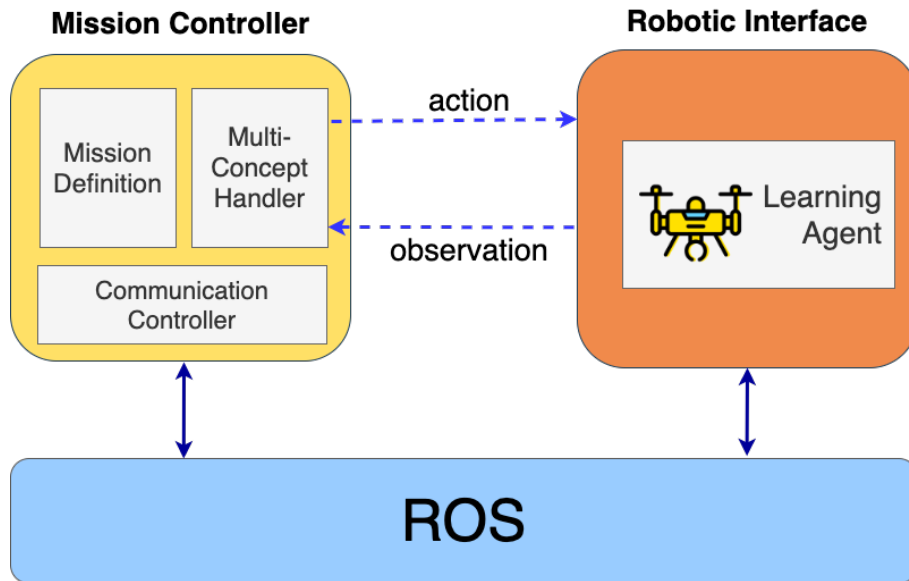 Mission Controller
Robotic Interface
Mission
Definition
Multi-
Concept
Handler
Communication
Controller
action
observation
Learning
Agent
ROS